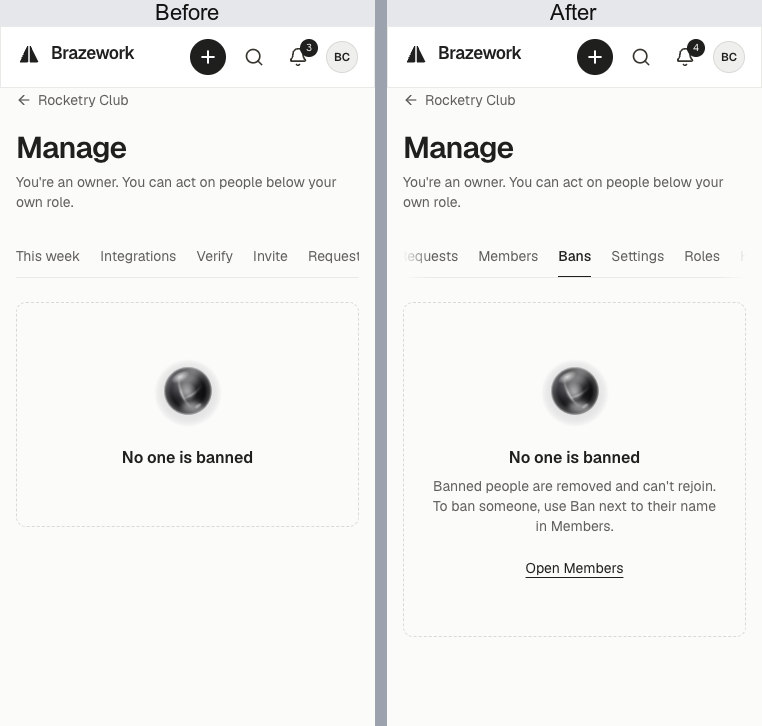 Before
Brazework
3
BC
Rocketry Club
Manage
You're an owner. You can act on people below your
own role.
This week Integrations Verify Invite Request
No one is banned
After
Brazework
4
BC
Rocketry Club
Manage
You're an owner. You can act on people below your
own role.
equests Members Bans Settings Roles
No one is banned
Banned people are removed and can't rejoin.
To ban someone, use Ban next to their name
in Members.
Open Members